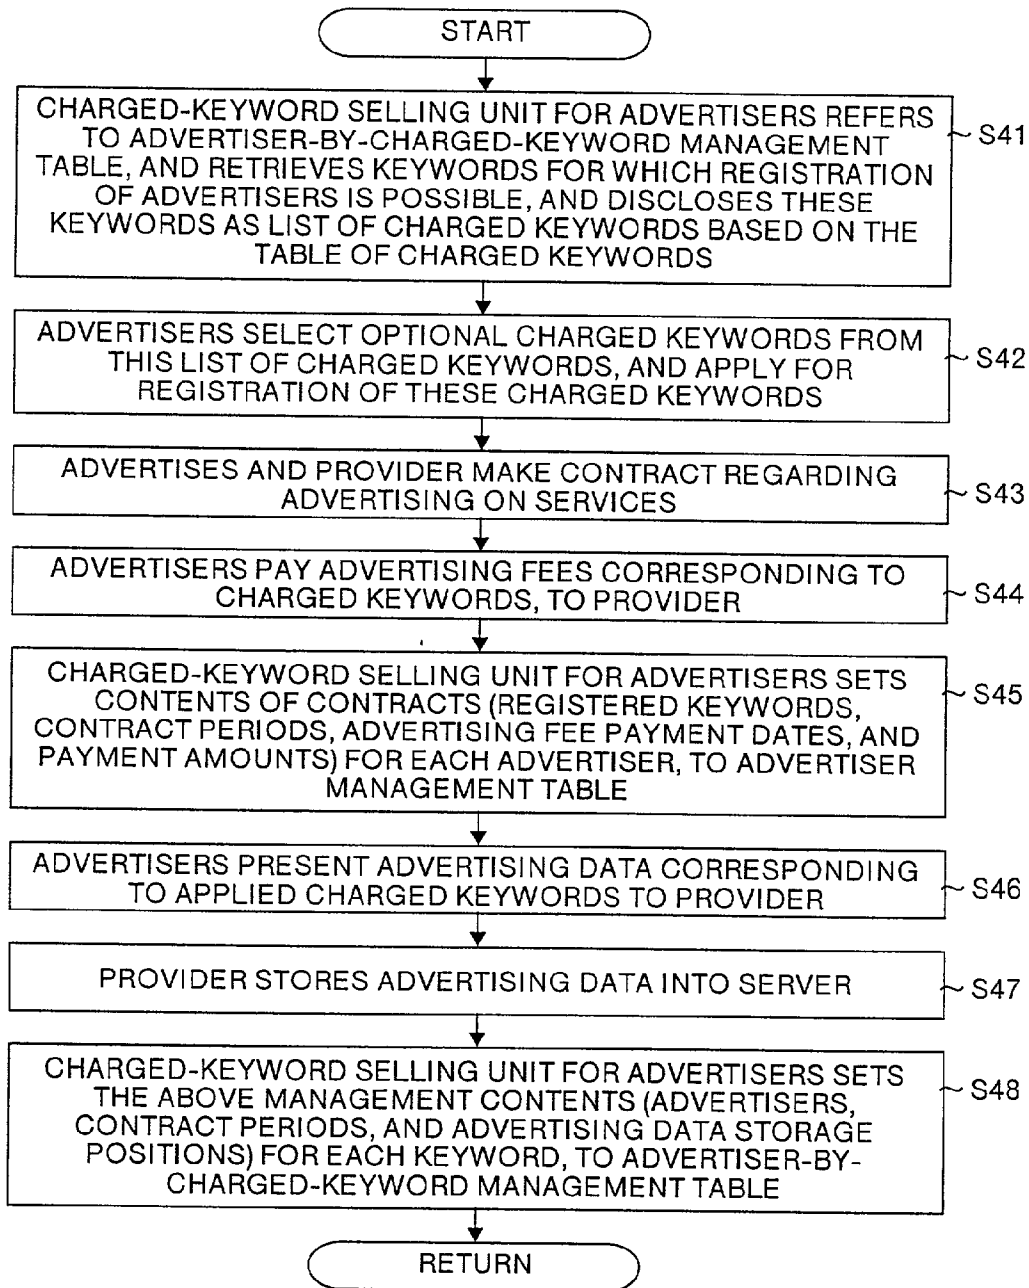 START
CHARGED-KEYWORD SELLING UNIT FOR ADVERTISERS REFERS
TO ADVERTISER-BY-CHARGED-KEYWORD MANAGEMENT
TABLE, AND RETRIEVES KEYWORDS FOR WHICH REGISTRATION
OF ADVERTISERS IS POSSIBLE, AND DISCLOSES THESE
KEYWORDS AS LIST OF CHARGED KEYWORDS BASED ON THE
TABLE OF CHARGED KEYWORDS
S41
ADVERTISERS SELECT OPTIONAL CHARGED KEYWORDS FROM
THIS LIST OF CHARGED KEYWORDS, AND APPLY FOR
REGISTRATION OF THESE CHARGED KEYWORDS
S42
ADVERTISES AND PROVIDER MAKE CONTRACT REGARDING
ADVERTISING ON SERVICES
S43
ADVERTISERS PAY ADVERTISING FEES CORRESPONDING TO
CHARGED KEYWORDS, TO PROVIDER
S44
CHARGED-KEYWORD SELLING UNIT FOR ADVERTISERS SETS
CONTENTS OF CONTRACTS (REGISTERED KEYWORDS,
CONTRACT PERIODS, ADVERTISING FEE PAYMENT DATES, AND
PAYMENT AMOUNTS) FOR EACH ADVERTISER, TO ADVERTISER
MANAGEMENT TABLE
S45
ADVERTISERS PRESENT ADVERTISING DATA CORRESPONDING
TO APPLIED CHARGED KEYWORDS TO PROVIDER
S46
PROVIDER STORES ADVERTISING DATA INTO SERVER
S47
CHARGED-KEYWORD SELLING UNIT FOR ADVERTISERS SETS
THE ABOVE MANAGEMENT CONTENTS (ADVERTISERS,
CONTRACT PERIODS, AND ADVERTISING DATA STORAGE
POSITIONS) FOR EACH KEYWORD, TO ADVERTISER-BY-
CHARGED-KEYWORD MANAGEMENT TABLE
S48
RETURN